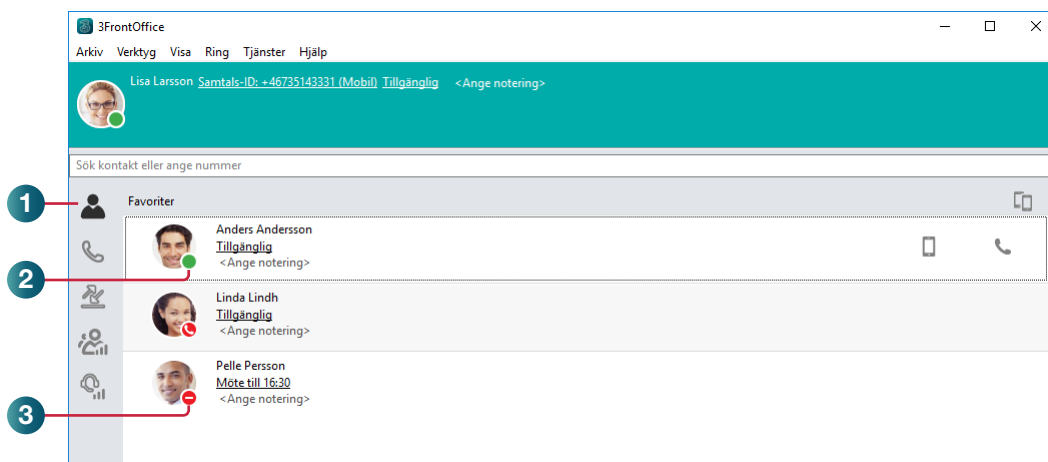 3FrontOffice
Arkiv Verktyg Visa Ring Tjänster Hjälp
Lisa Larsson Samtals-ID: +46735143331 (Mobil) Tillgänglig <Ange notering>
Sök kontakt eller ange nummer
1
Favoriter
Anders Andersson
Tillgänglig
<Ange notering>
2
Linda Lindh
Tillgänglig
<Ange notering>
Pelle Persson
Möte till 16:30
<Ange notering>
3